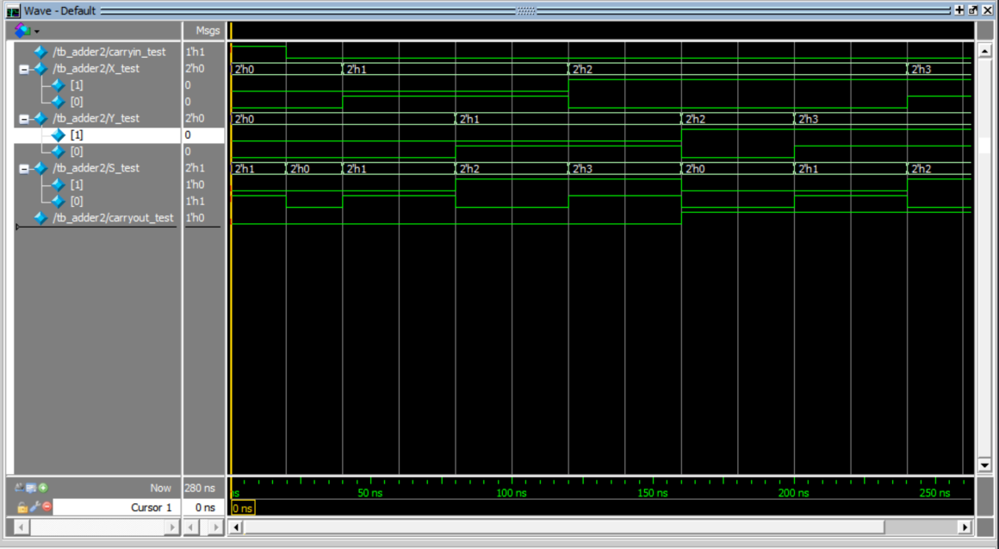 Wave - Default
Msgs
/tb_adder2/carryin_test 1'h1
/tb_adder2/X_test 2'h0 2'h0 2'h1 2'h2 2'h3
[1] 0
[0] 0
/tb_adder2/Y_test 2'h0 2'h0 2'h1 2'h2 2'h3
[1] 0
[0] 0
/tb_adder2/S_test 2'h1 2'h1 2'h0 2'h1 2'h2 2'h3 2'h0 2'h1 2'h2
[1] 1'h0
[0] 1'h1
/tb_adder2/carryout_test 1'h0
Now 280 ns ns 50 ns 100 ns 150 ns 200 ns 250 ns
Cursor 1 0 ns 0 ns